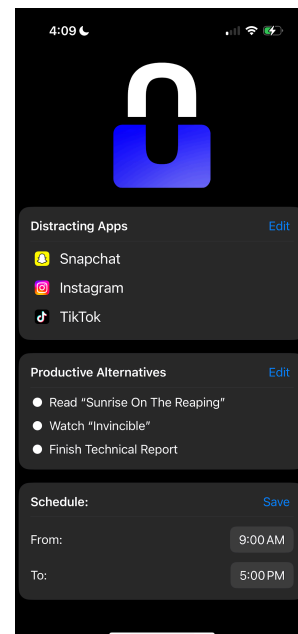 4:09
Distracting Apps Edit
Snapchat
Instagram
TikTok
Productive Alternatives Edit
Read “Sunrise On The Reaping”
Watch “Invincible”
Finish Technical Report
Schedule: Save
From: 9:00 AM
To: 5:00 PM